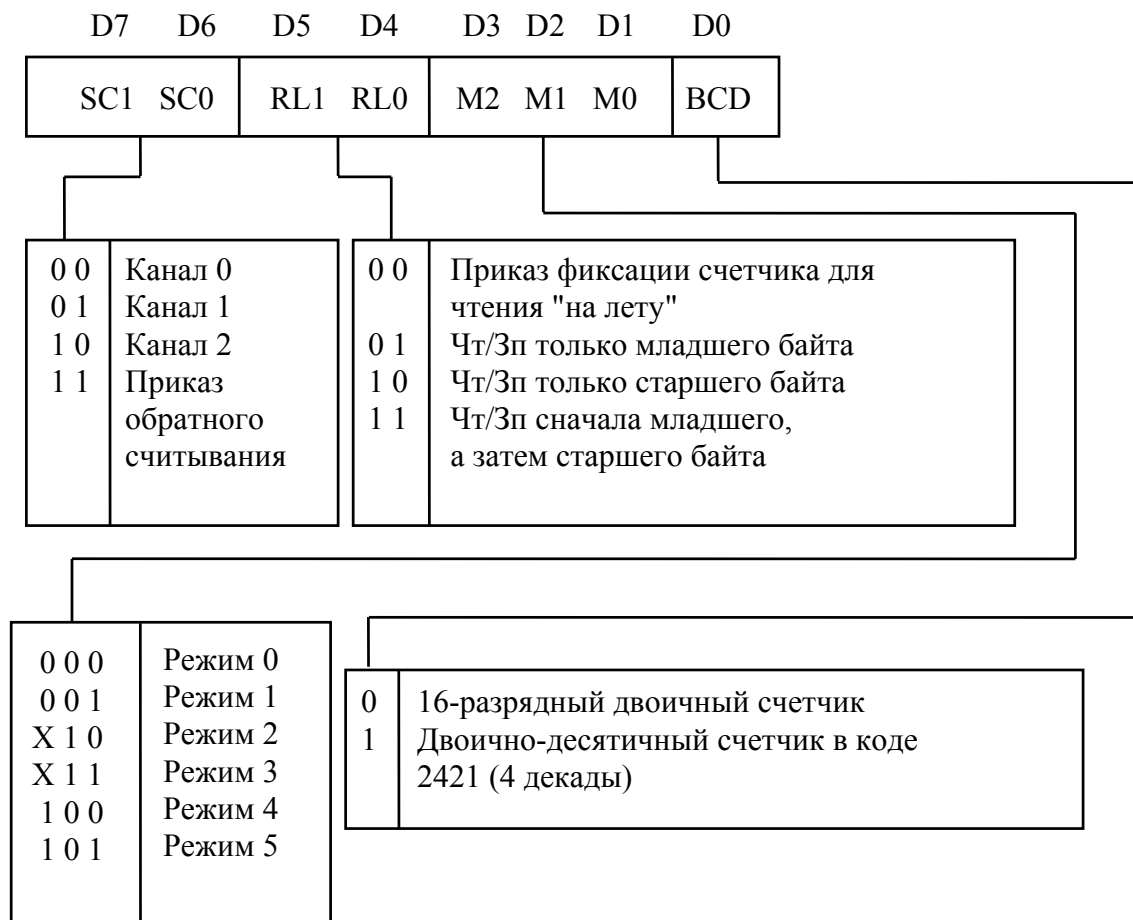 D7 D6 D5 D4 D3 D2 D1 D0
SC1 SC0 RL1 RL0 M2 M1 M0 BCD
0 0 Канал 0
0 1 Канал 1
1 0 Канал 2
1 1 Приказ
обратного
считывания
0 0 Приказ фиксации счетчика для
чтения "на лету"
0 1 Чт/Зп только младшего байта
1 0 Чт/Зп только старшего байта
1 1 Чт/Зп сначала младшего,
а затем старшего байта
0 0 0 Режим 0
0 0 1 Режим 1
X 1 0 Режим 2
X 1 1 Режим 3
1 0 0 Режим 4
1 0 1 Режим 5
0 16-разрядный двоичный счетчик
1 Двоично-десятичный счетчик в коде
2421 (4 декады)